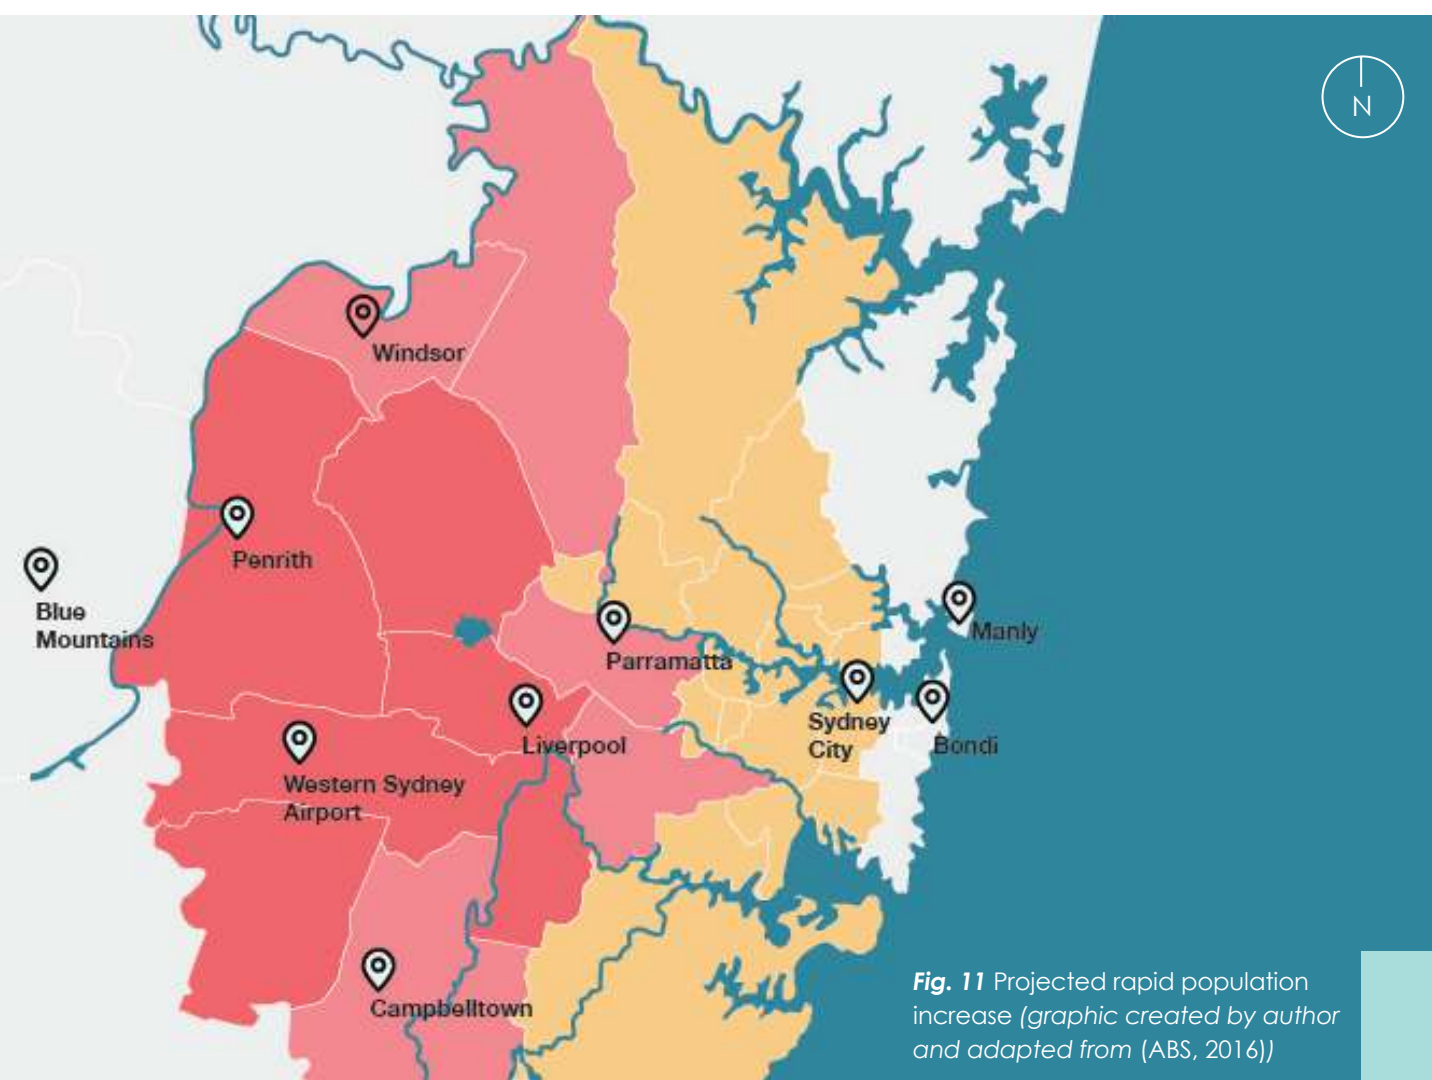 N
Windsor
Penrith
Blue
Mountains
Manly
Parramatta
Sydney
City
Bondi
Liverpool
Western Sydney
Airport
Campbelltown
Fig. 11 Projected rapid population
increase (graphic created by author
and adapted from (ABS, 2016))